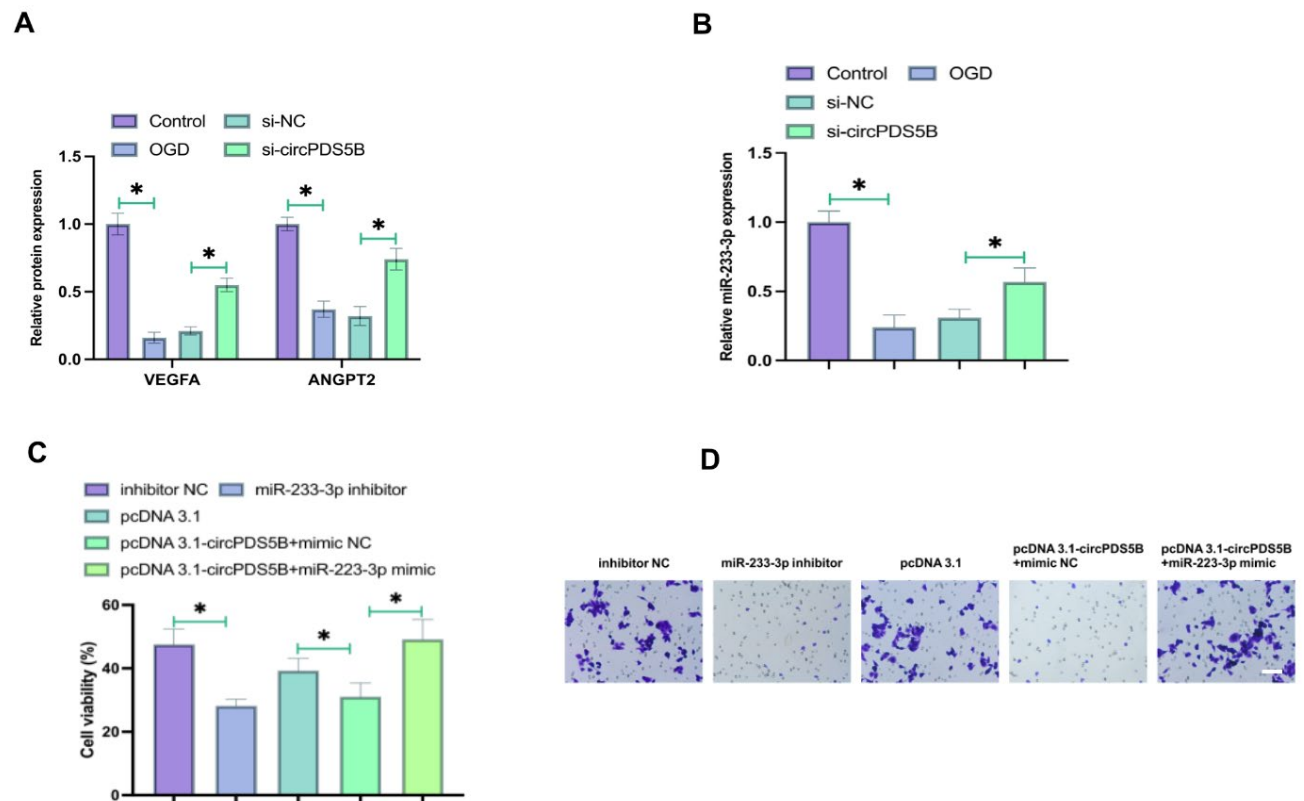 A
Control
si-NC
OGD
si-circPDS5B
Relative protein expression
1.5
1.0
0.5
0.0
*
*
*
*
VEGFA
ANGPT2
B
Control
OGD
si-NC
si-circPDS5B
Relative miR-233-3p expression
1.5
1.0
0.5
0.0
*
*
C
inhibitor NC
miR-233-3p inhibitor
pcDNA 3.1
pcDNA 3.1-circPDS5B+mimic NC
pcDNA 3.1-circPDS5B+miR-223-3p mimic
Cell viability (%)
60
40
20
0
*
*
*
D
inhibitor NC
miR-233-3p inhibitor
pcDNA 3.1
pcDNA 3.1-circPDS5B
+mimic NC
pcDNA 3.1-circPDS5B
+miR-223-3p mimic